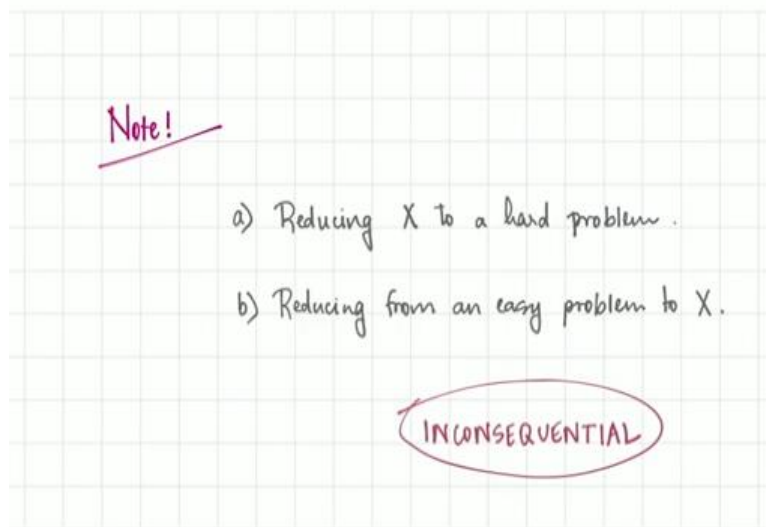 Note!
a) Reducing X to a hard problem.
b) Reducing from an easy problem to X.
INCONSEQUENTIAL